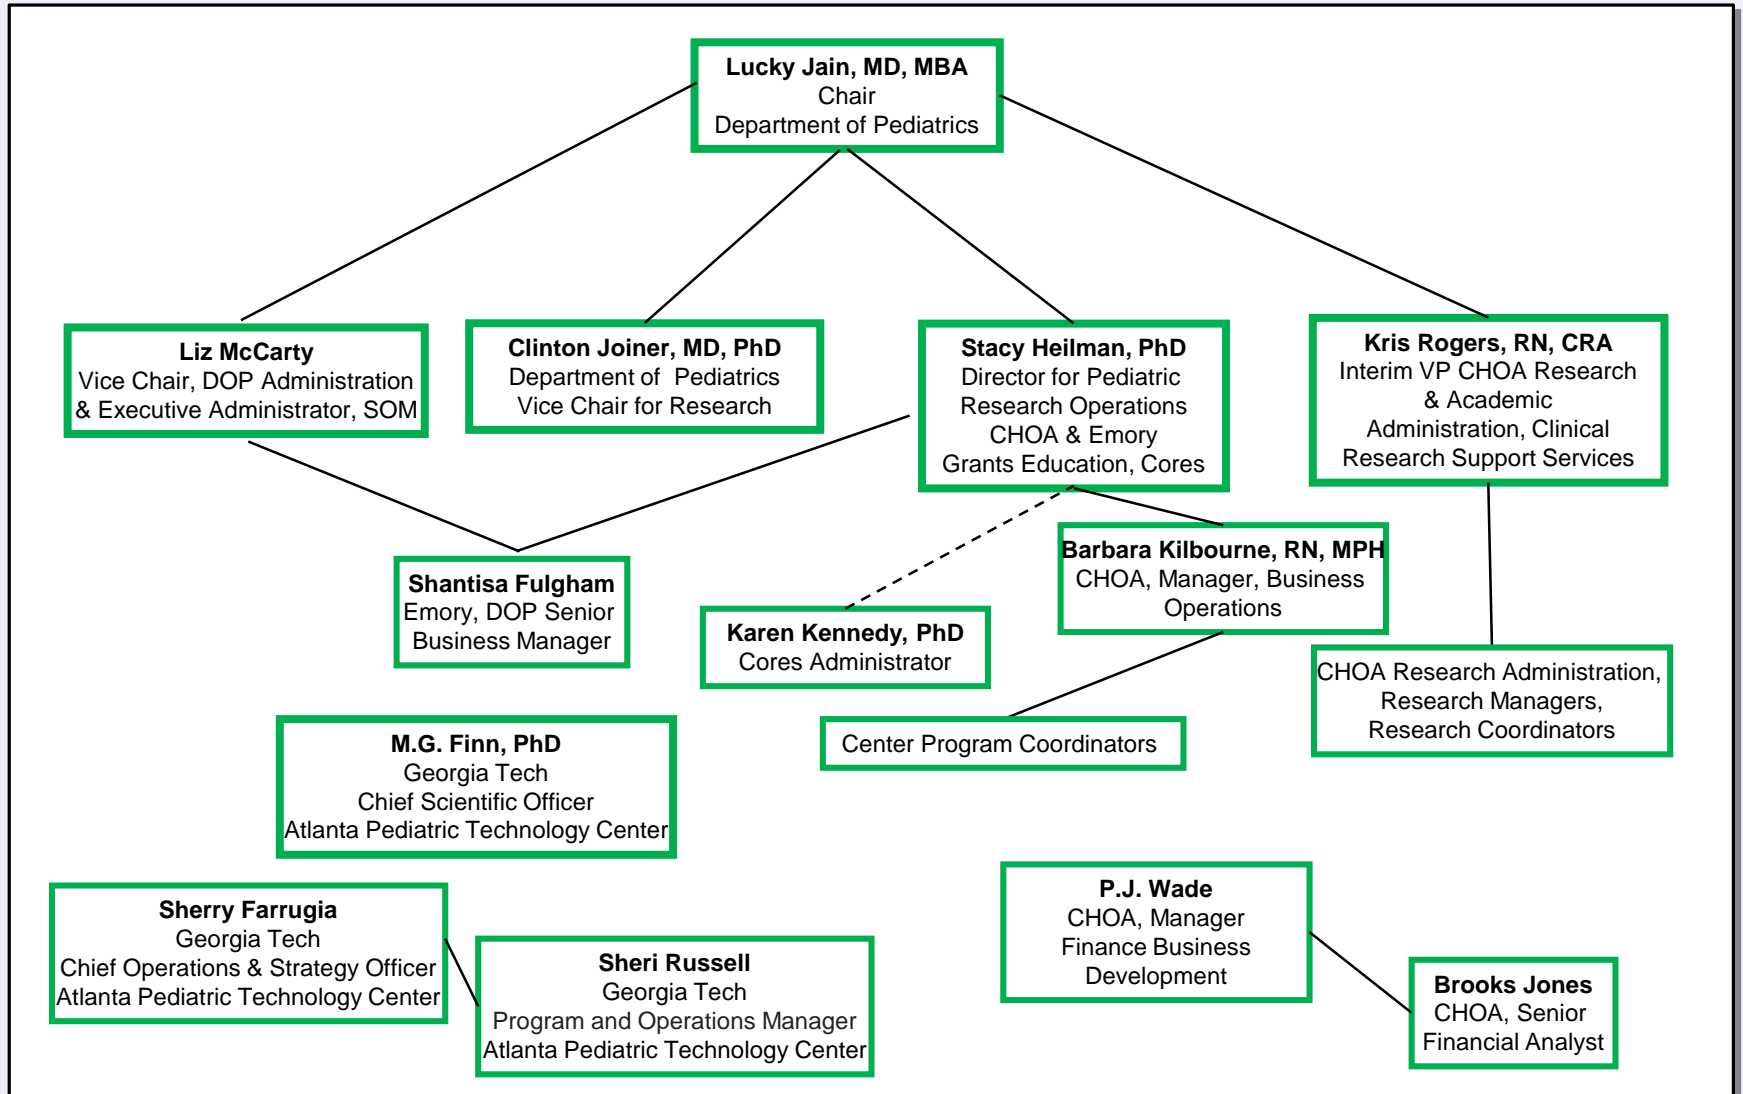 Lucky Jain, MD, MBA
Chair
Department of Pediatrics
Liz McCarty
Vice Chair, DOP Administration
& Executive Administrator, SOM
Clinton Joiner, MD, PhD
Department of Pediatrics
Vice Chair for Research
Stacy Heilman, PhD
Director for Pediatric
Research Operations
CHOA & Emory
Grants Education, Cores
Kris Rogers, RN, CRA
Interim VP CHOA Research
& Academic
Administration, Clinical
Research Support Services
Shantisa Fulgham
Emory, DOP Senior
Business Manager
Karen Kennedy, PhD
Cores Administrator
Barbara Kilbourne, RN, MPH
CHOA, Manager, Business
Operations
CHOA Research Administration,
Research Managers,
Research Coordinators
Center Program Coordinators
M.G. Finn, PhD
Georgia Tech
Chief Scientific Officer
Atlanta Pediatric Technology Center
Sherry Farrugia
Georgia Tech
Chief Operations & Strategy Officer
Atlanta Pediatric Technology Center
Sheri Russell
Georgia Tech
Program and Operations Manager
Atlanta Pediatric Technology Center
P.J. Wade
CHOA, Manager
Finance Business
Development
Brooks Jones
CHOA, Senior
Financial Analyst